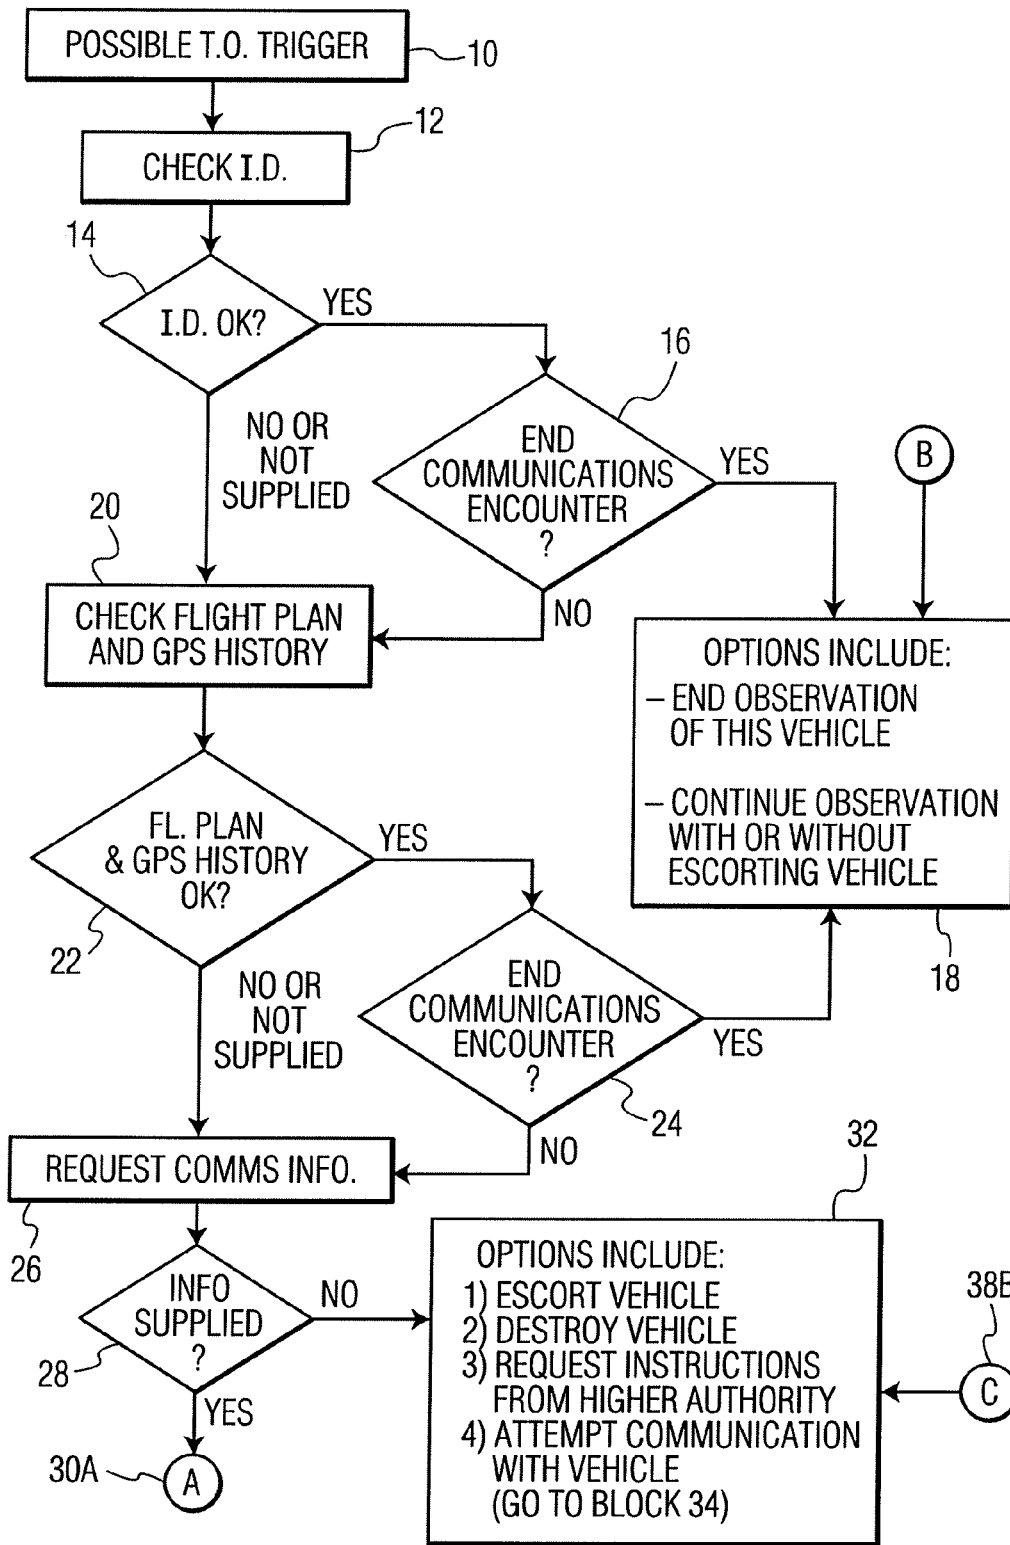 POSSIBLE T.O. TRIGGER
10
12
CHECK I.D.
14
I.D. OK?
YES
16
NO OR
NOT
SUPPLIED
END
COMMUNICATIONS
ENCOUNTER
?
YES
B
20
NO
CHECK FLIGHT PLAN
AND GPS HISTORY
OPTIONS INCLUDE:
– END OBSERVATION
OF THIS VEHICLE
– CONTINUE OBSERVATION
WITH OR WITHOUT
ESCORTING VEHICLE
18
FL. PLAN
& GPS HISTORY
OK?
YES
22
NO OR
NOT
SUPPLIED
END
COMMUNICATIONS
ENCOUNTER
?
YES
24
NO
REQUEST COMMS INFO.
26
32
INFO
SUPPLIED
?
NO
28
YES
30A
A
OPTIONS INCLUDE:
1) ESCORT VEHICLE
2) DESTROY VEHICLE
3) REQUEST INSTRUCTIONS
FROM HIGHER AUTHORITY
4) ATTEMPT COMMUNICATION
WITH VEHICLE
(GO TO BLOCK 34)
38B
C